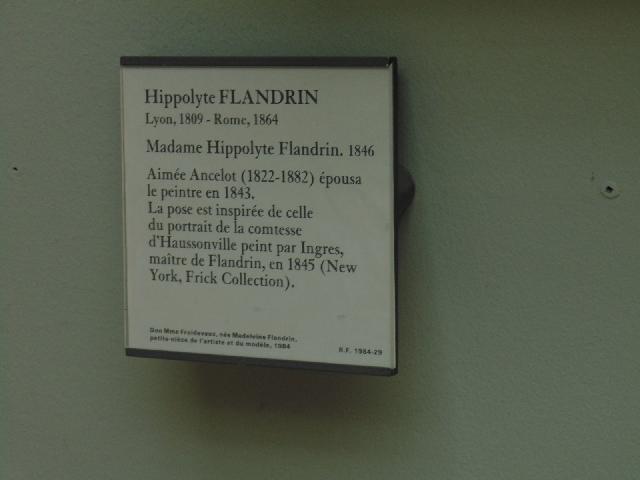 Hippolyte FLANDRIN
Lyon, 1809 - Rome, 1864
Madame Hippolyte Flandrin. 1846
Aimée Ancelot (1822-1882) épousa
le peintre en 1843.
La pose est inspirée de celle
du portrait de la comtesse
d'Haussonville peint par Ingres,
maître de Flandrin, en 1845 (New
York, Frick Collection).
Don Mme Froidevaux, née Madeleine Flandrin,
petite-nièce de l'artiste et du modèle, 1984
R.F. 1984-29